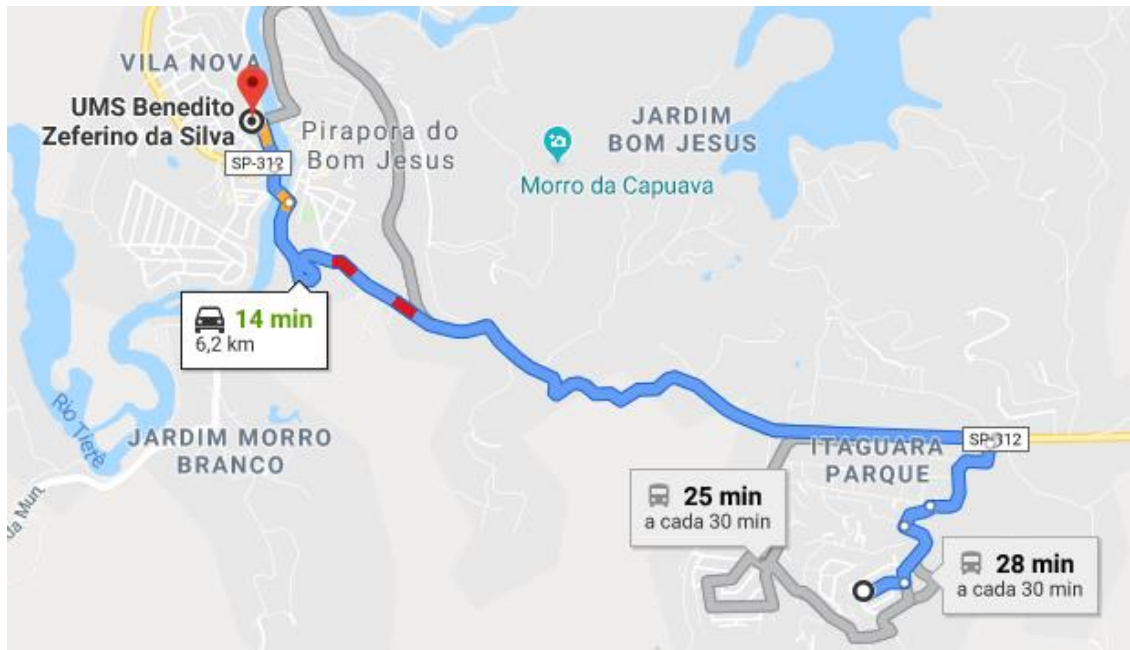 VILA NOVA
UMS Benedito
Zeferino da Silva
Pirapora do
Bom Jesus
SP-312
JARDIM
BOM JESUS
Morro da Capuava
14 min
6,2 km
Rio Tietê
JARDIM MORRO
BRANCO
da Mun.
SP-312
ITAGUARA
PARQUE
25 min
a cada 30 min
28 min
a cada 30 min